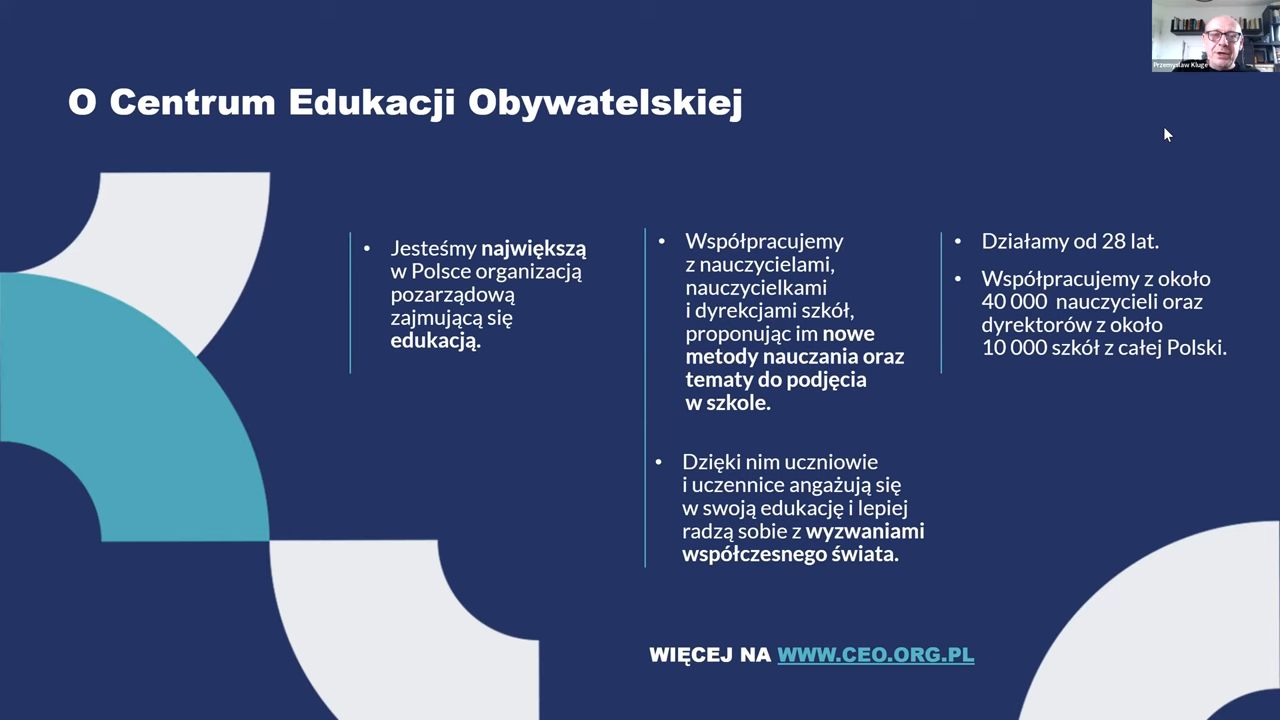 Przemysław Kluge
O Centrum Edukacji Obywatelskiej
• Jesteśmy największą
w Polsce organizacją
pozarządową
zajmującą się
edukacją.
• Współpracujemy
z nauczycielami,
nauczycielkami
i dyrekcjami szkół,
proponując im nowe
metody nauczania oraz
tematy do podjęcia
w szkole.
• Dzięki nim uczniowie
i uczennice angażują się
w swoją edukację i lepiej
radzą sobie z wyzwaniami
współczesnego świata.
• Działamy od 28 lat.
• Współpracujemy z około
40 000 nauczycieli oraz
dyrektorów z około
10 000 szkół z całej Polski.
WIĘCEJ NA WWW.CEO.ORG.PL